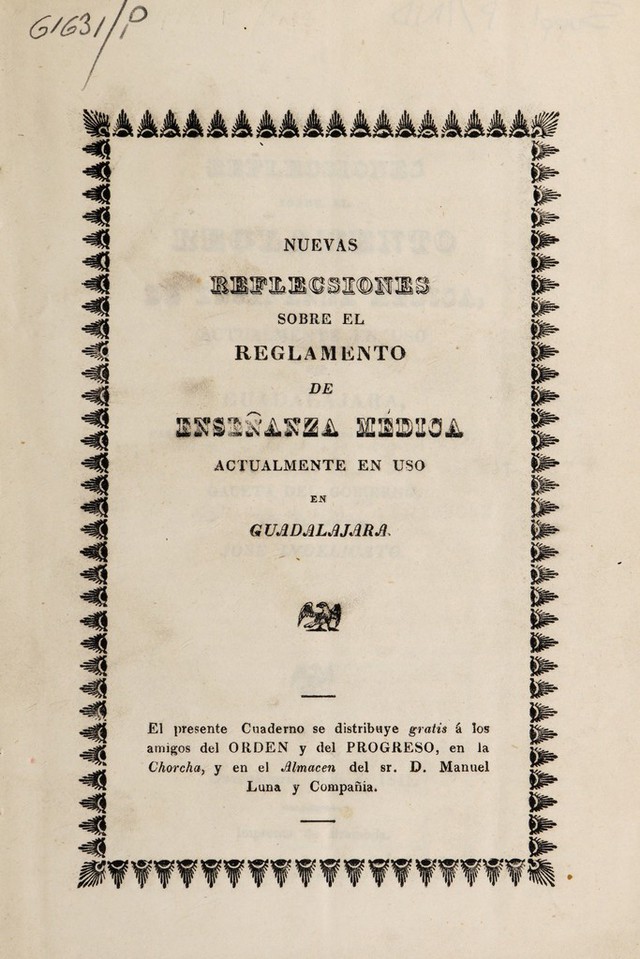 61631/P
NUEVAS
REFLECSIONES
SOBRE EL
REGLAMENTO
DE
ENSEÑANZA MÉDICA
ACTUALMENTE EN USO
EN
GUADALAJARA.
El presente Cuaderno se distribuye gratis á los
amigos del ORDEN y del PROGRESO, en la
Chorcha, y en el Almacen del sr. D. Manuel
Luna y Compañia.